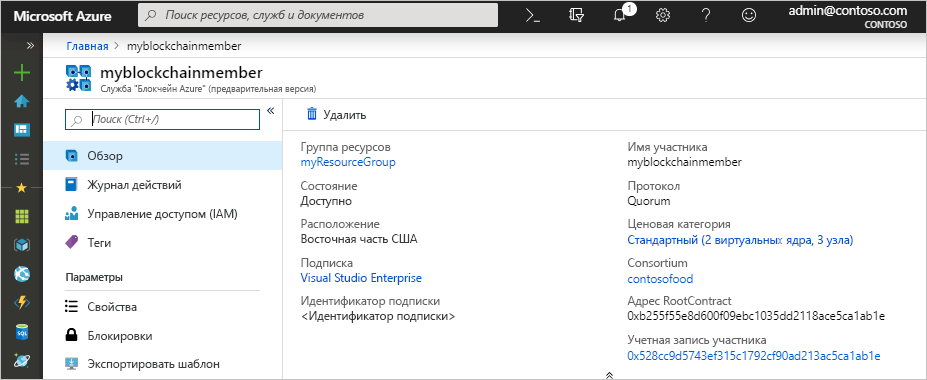 Microsoft Azure
Поиск ресурсов, служб и документов
1
admin@contoso.com
CONTOSO
Главная > myblockchainmember
myblockchainmember
Служба "Блокчейн Azure" (предварительная версия)
Поиск (Ctrl+/)
Обзор
Журнал действий
Управление доступом (IAM)
Теги
Параметры
Свойства
Блокировки
Экспортировать шаблон
Удалить
Группа ресурсов
myResourceGroup
Состояние
Доступно
Расположение
Восточная часть США
Подписка
Visual Studio Enterprise
Идентификатор подписки
<Идентификатор подписки>
Имя участника
myblockchainmember
Протокол
Quorum
Ценовая категория
Стандартный (2 виртуальных ядра, 3 узла)
Consortium
contosofood
Адрес RootContract
0xb255f55e8d600f09ebc1035dd2118ace5ca1ab1e
Учетная запись участника
0x528cc9d5743ef315c1792cf90ad213ac5ca1ab1e